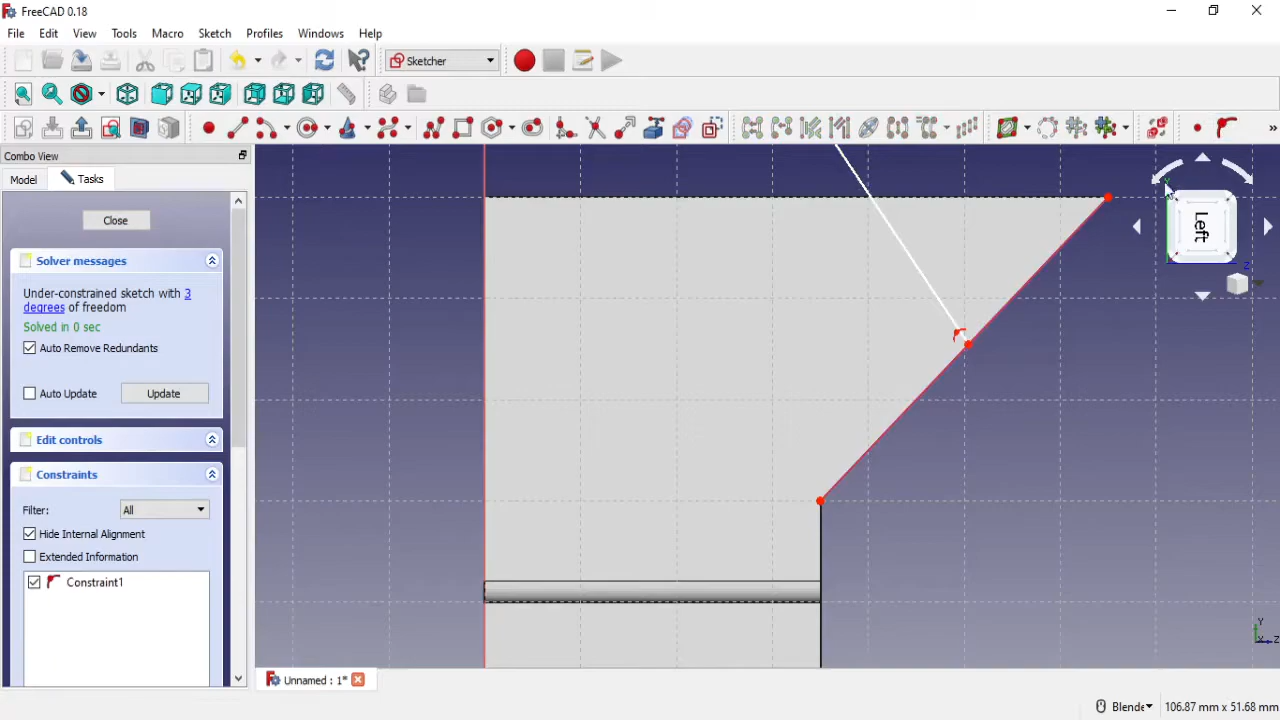 FreeCAD 0.18
File Edit View Tools Macro Sketch Profiles Windows Help
Sketcher
»
Combo View
Model Tasks
Close
Solver messages
Under-constrained sketch with 3
degrees of freedom
Solved in 0 sec
Auto Remove Redundants
Auto Update Update
Edit controls
Constraints
Filter: All
Hide Internal Alignment
Extended Information
Constraint1
Left
Y
Z
Y
X Z
Unnamed : 1*
Blende 106.87 mm x 51.68 mm